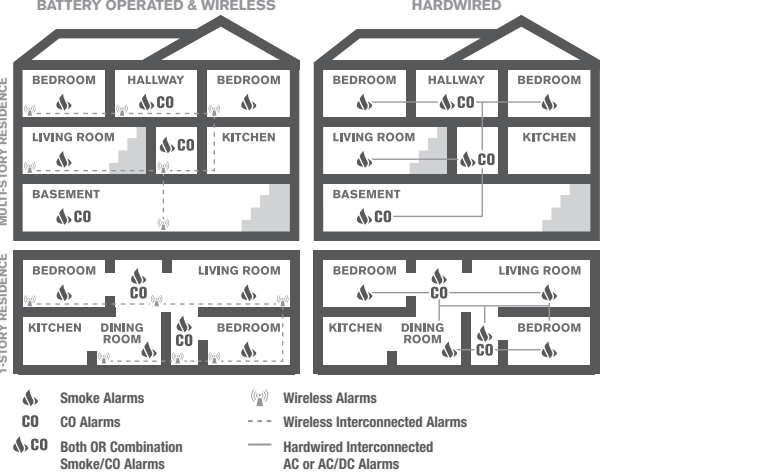 BATTERY OPERATED & WIRELESS
HARDWIRED
MULTI-STORY RESIDENCE
BEDROOM
HALLWAY
CO
BEDROOM
LIVING ROOM
CO
KITCHEN
BASEMENT
CO
BEDROOM
HALLWAY
CO
BEDROOM
LIVING ROOM
CO
KITCHEN
BASEMENT
CO
1-STORY RESIDENCE
BEDROOM
CO
LIVING ROOM
KITCHEN
DINING
ROOM
CO
BEDROOM
BEDROOM
CO
LIVING ROOM
KITCHEN
DINING
ROOM
CO
BEDROOM
Smoke Alarms
CO CO Alarms
CO Both OR Combination
Smoke/CO Alarms
Wireless Alarms
Wireless Interconnected Alarms
Hardwired Interconnected
AC or AC/DC Alarms